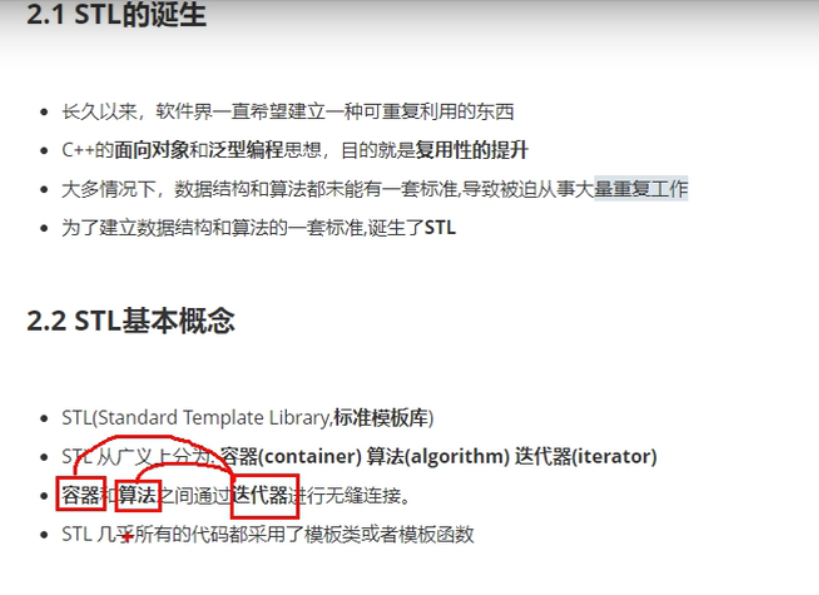 2.1 STL的诞生
长久以来，软件界一直希望建立一种可重复利用的东西
C++的面向对象和泛型编程思想，目的就是复用性的提升
大多情况下，数据结构和算法都未能有一套标准,导致被迫从事大量重复工作
为了建立数据结构和算法的一套标准,诞生了STL
2.2 STL基本概念
STL(Standard Template Library,标准模板库)
STL 从广义上分为: 容器(container) 算法(algorithm) 迭代器(iterator)
容器和算法之间通过迭代器进行无缝连接。
STL 几乎所有的代码都采用了模板类或者模板函数